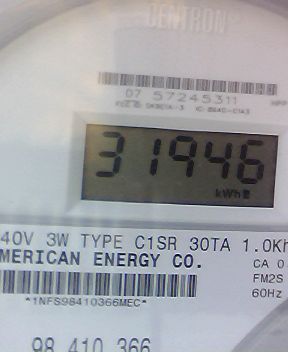 CENTRON
07 57245311
31946
kWh
40V 3W TYPE C1SR 30TA 1.0Kh
MERICAN ENERGY CO.
CA 0
FM2S
60Hz
*1NFS98410366MEC*
98 410 366